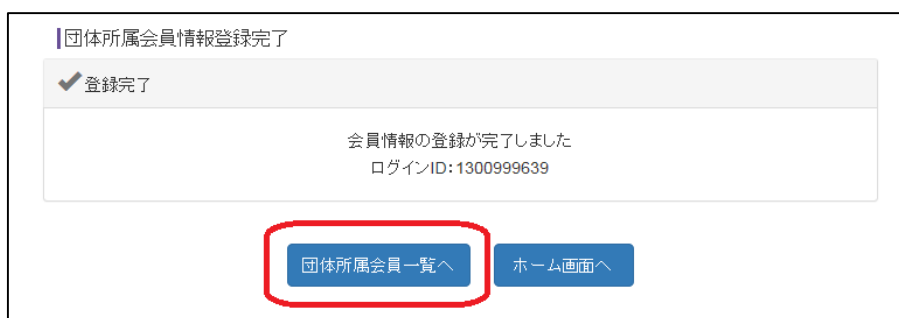 団体所属会員情報登録完了
登録完了
会員情報の登録が完了しました
ログインID:1300999639
団体所属会員一覧へ
ホーム画面へ